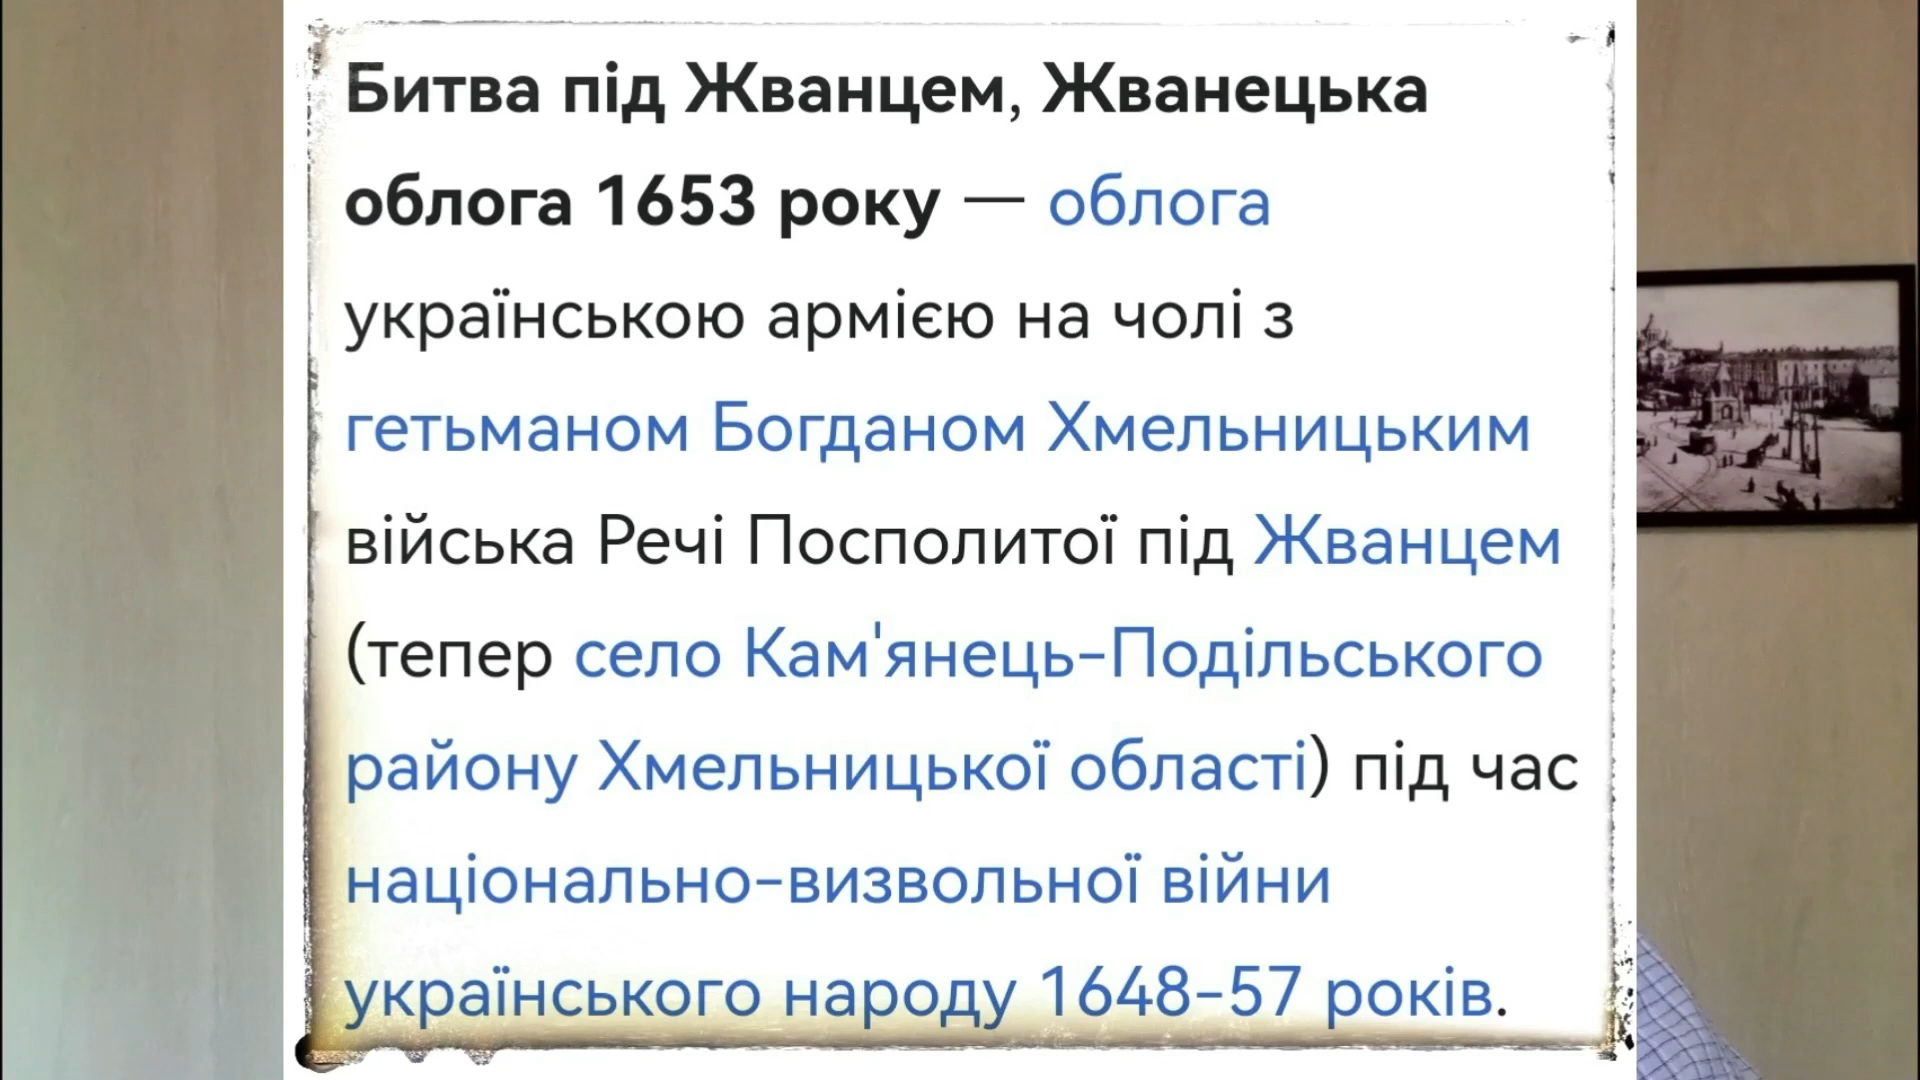 Битва під Жванцем, Жванецька
облога 1653 року — облога
українською армією на чолі з
гетьманом Богданом Хмельницьким
війська Речі Посполитої під Жванцем
(тепер село Кам'янець-Подільського
району Хмельницької області) під час
національно-визвольної війни
українського народу 1648-57 років.